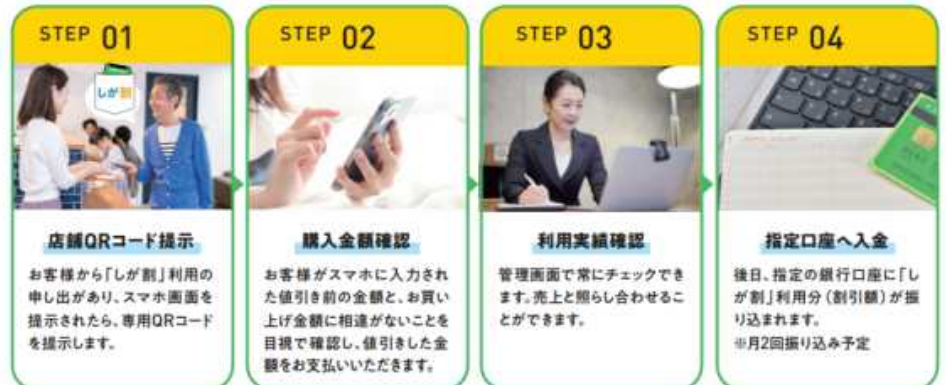 STEP 01
しが割
店舗QRコード提示
お客様から「しが割」利用の
申し出があり、スマホ画面を
提示されたら、専用QRコード
を提示します。
STEP 02
購入金額確認
お客様がスマホに入力され
た値引き前の金額と、お買い
上げ金額に相違がないことを
目視で確認し、値引きした金
額をお支払いいただきます。
STEP 03
利用実績確認
管理画面で常にチェックでき
ます。売上と照らし合わせるこ
とができます。
STEP 04
指定口座へ入金
後日、指定の銀行口座に「し
が割」利用分(割引額)が振
り込まれます。
※月2回振り込み予定